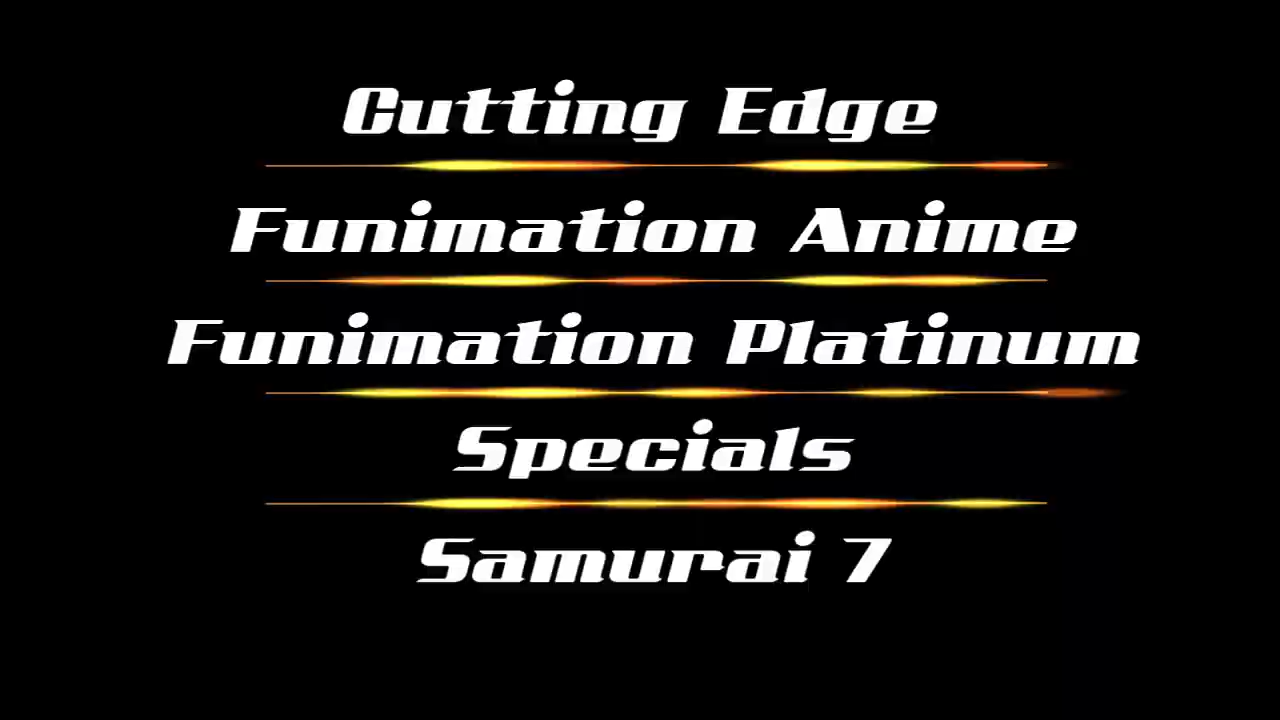 Cutting Edge
Funimation Anime
Funimation Platinum
Specials
Samurai 7